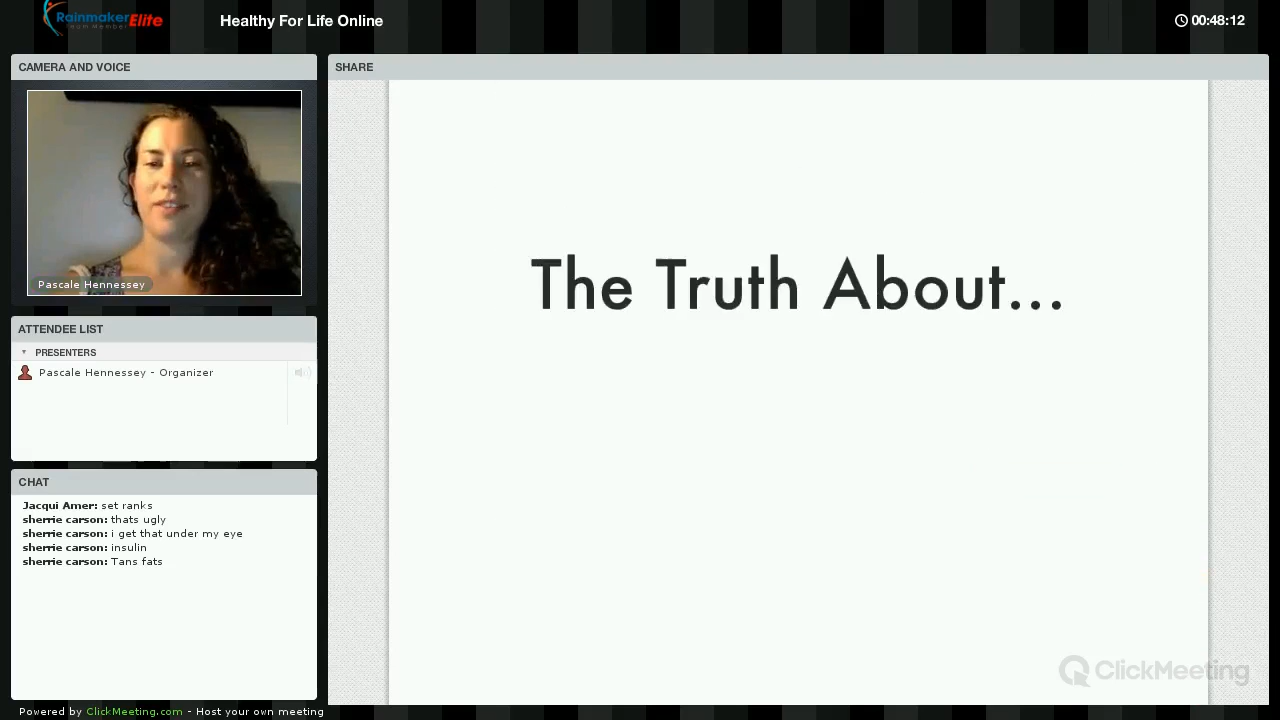 RainmakerElite
Team Member
Healthy For Life Online
00:48:12
CAMERA AND VOICE
Pascale Hennessey
ATTENDEE LIST
PRESENTERS
Pascale Hennessey - Organizer
CHAT
Jacqui Amer: set ranks
sherrie carson: thats ugly
sherrie carson: i get that under my eye
sherrie carson: insulin
sherrie carson: Tans fats
Powered by ClickMeeting.com - Host your own meeting
SHARE
The Truth About...
ClickMeeting